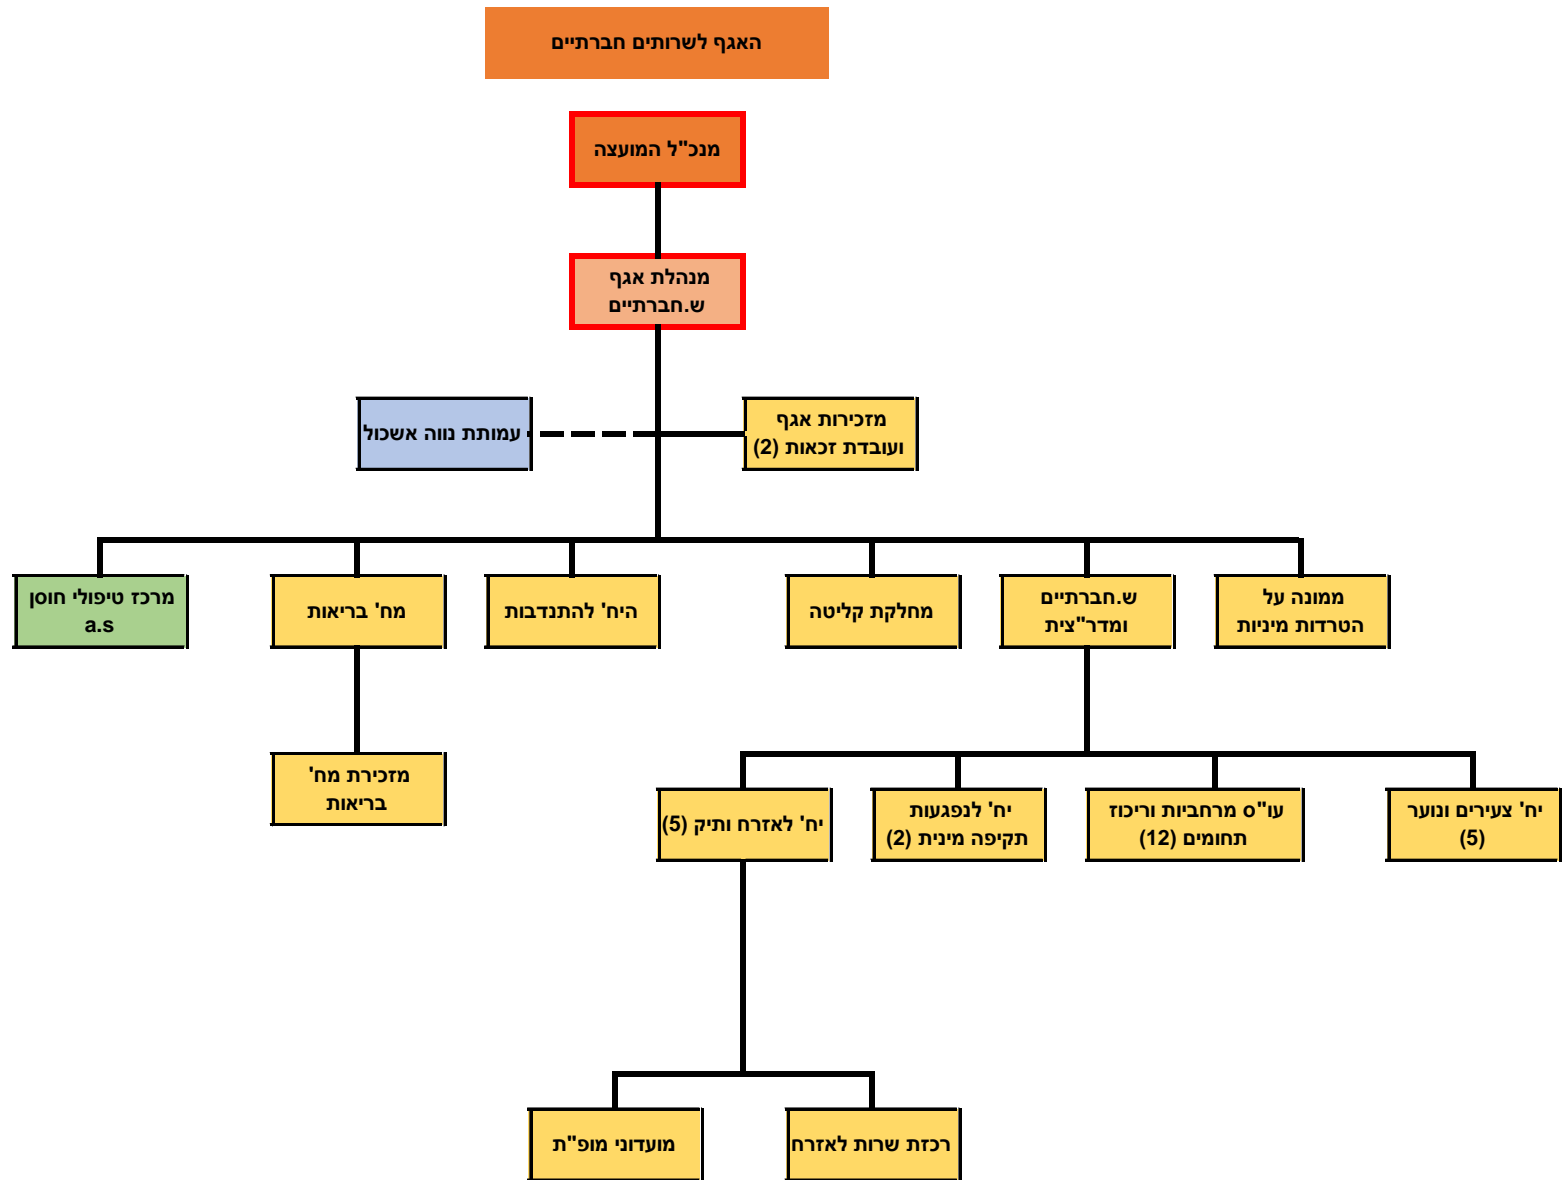 האגף לשרותים חברתיים
מנכ"ל המועצה
מנהלת אגף
ש.חברתיים
מזכירות אגף
ועובדת זכאות (2)
עמותת נווה אשכול
ממונה על
הטרדות מיניות
ש.חברתיים
ומדר"צית
מחלקת קליטה
היח' להתנדבות
מח' בריאות
מרכז טיפולי חוסן
a.s
מזכירת מח'
בריאות
יח' צעירים ונוער
(5)
עו"ס מרחביות וריכוז
תחומים (12)
יח' לנפגעות
תקיפה מינית (2)
יח' לאזרח ותיק (5)
רכזת שרות לאזרח
מועדוני מופ"ת